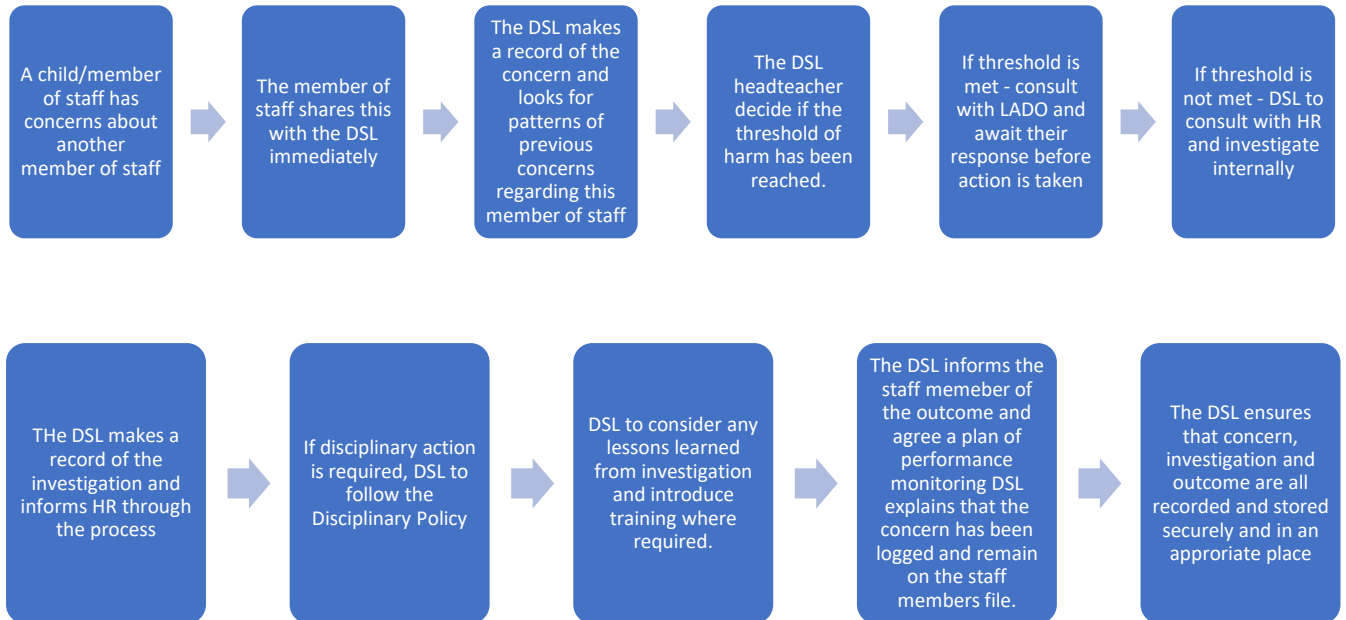 A child/member
of staff has
concerns about
another
member of staff
The member of
staff shares this
with the DSL
immediately
The DSL makes
a record of the
concern and
looks for
patterns of
previous
concerns
regarding this
member of staff
The DSL
headteacher
decide if the
threshold of
harm has been
reached.
If threshold is
met - consult
with LADO and
await their
response before
action is taken
If threshold is
not met - DSL to
consult with HR
and investigate
internally
THe DSL makes a
record of the
investigation and
informs HR through
the process
If disciplinary action
is required, DSL to
follow the
Disciplinary Policy
DSL to consider any
lessons learned
from investigation
and introduce
training where
required.
The DSL informs the
staff memeber of
the outcome and
agree a plan of
performance
monitoring DSL
explains that the
concern has been
logged and remain
on the staff
members file.
The DSL ensures
that concern,
investigation and
outcome are all
recorded and stored
securely and in an
approriate place